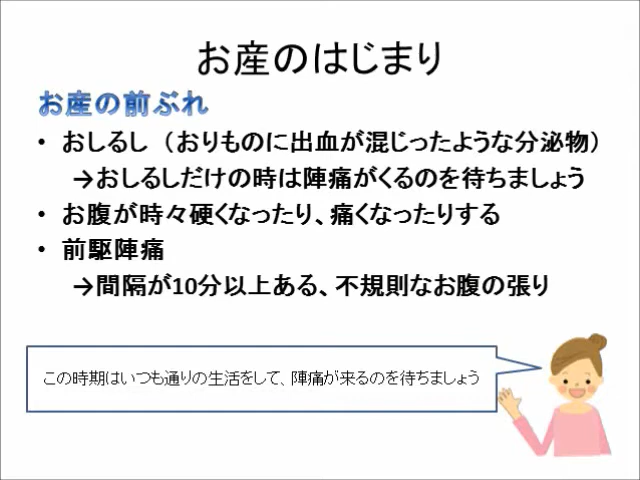 お産のはじまり
お産の前ぶれ
• おしるし（おりものに出血が混じったような分泌物）
→おしるしだけの時は陣痛がくるのを待ちましょう
• お腹が時々硬くなったり、痛くなったりする
• 前駆陣痛
→間隔が10分以上ある、不規則なお腹の張り
この時期はいつも通りの生活をして、陣痛が来るのを待ちましょう